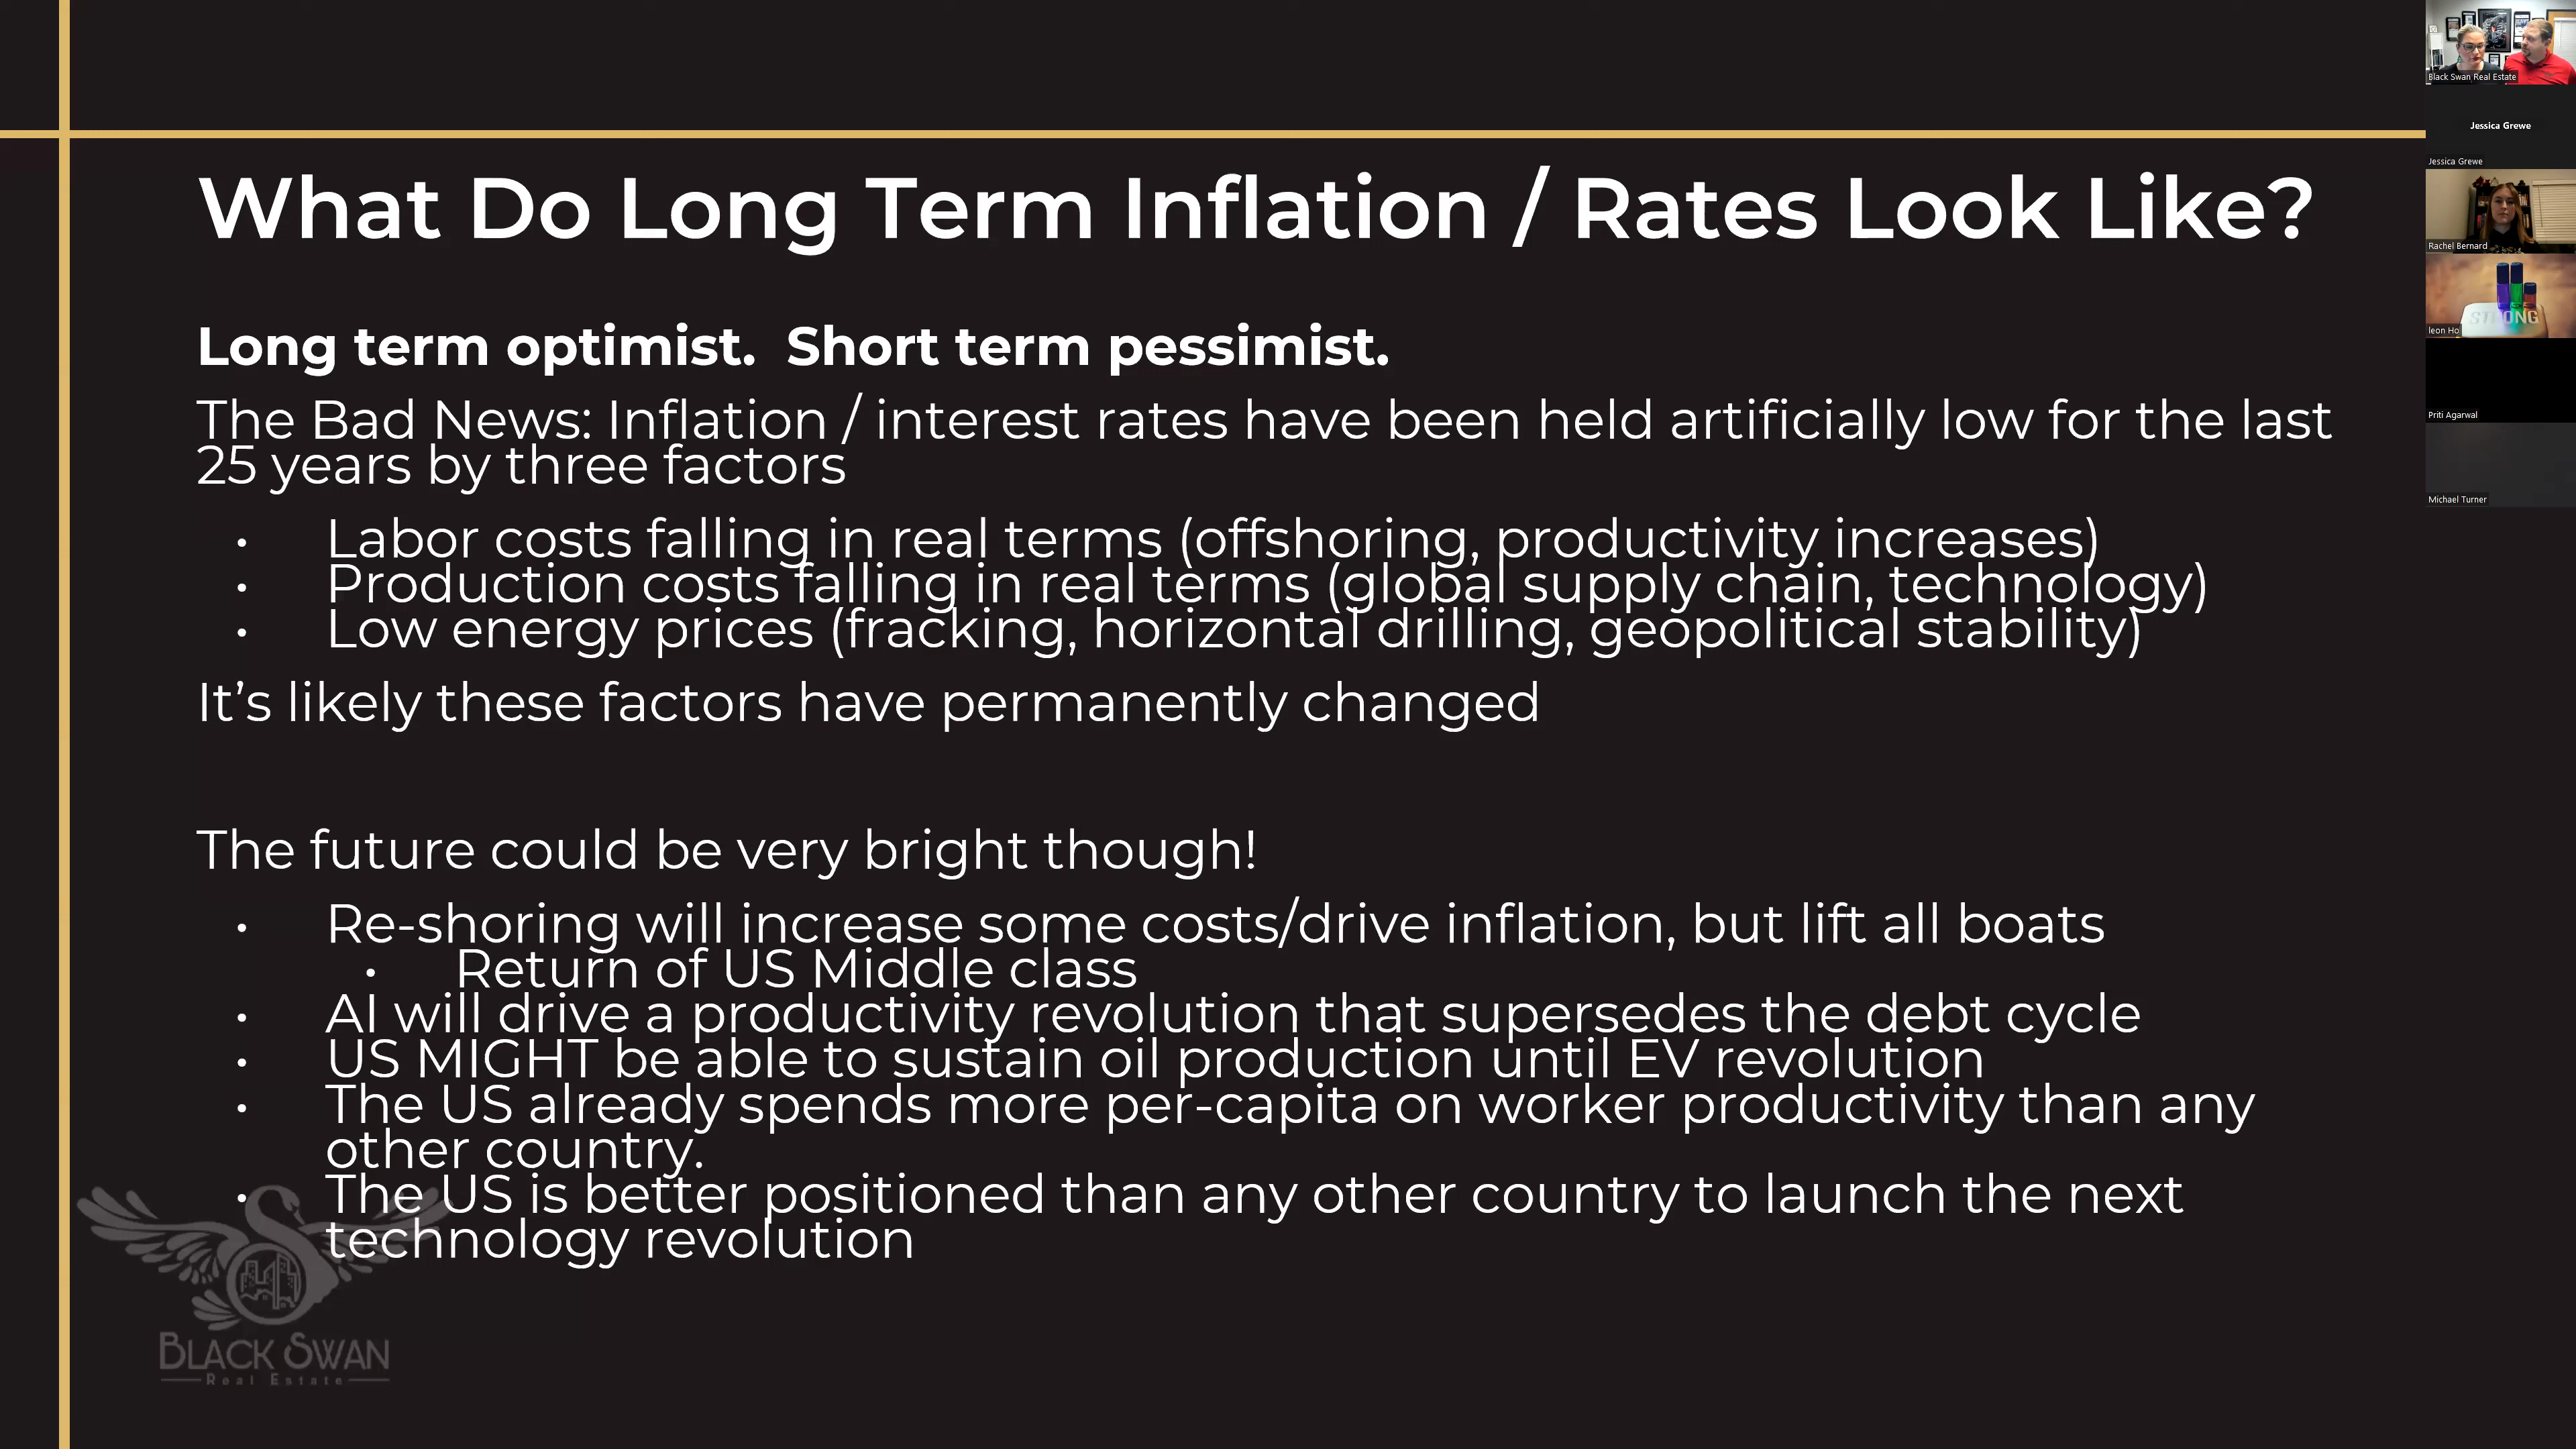 What Do Long Term Inflation / Rates Look Like?
Long term optimist.  Short term pessimist.
The Bad News: Inflation / interest rates have been held artificially low for the last
25 years by three factors
• Labor costs falling in real terms (offshoring, productivity increases)
• Production costs falling in real terms (global supply chain, technology)
• Low energy prices (fracking, horizontal drilling, geopolitical stability)
It’s likely these factors have permanently changed
The future could be very bright though!
• Re-shoring will increase some costs/drive inflation, but lift all boats
• Return of US Middle class
• AI will drive a productivity revolution that supersedes the debt cycle
• US MIGHT be able to sustain oil production until EV revolution
• The US already spends more per-capita on worker productivity than any
other country.
• The US is better positioned than any other country to launch the next
technology revolution
BLACK SWAN
Real Estate
Black Swan Real Estate
Jessica Grewe
Jessica Grewe
Rachel Bernard
STRONG
leon Ho
Priti Agarwal
Michael Turner